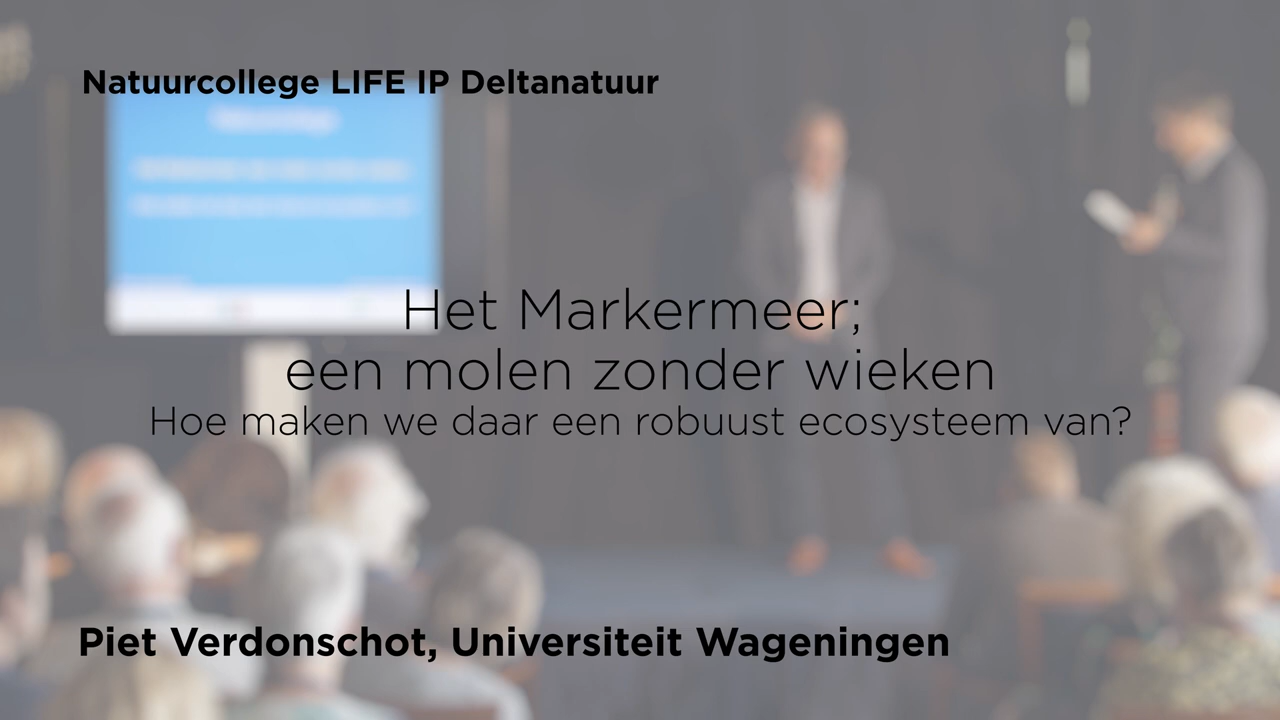 Natuurcollege LIFE IP Deltanatuur
Het Markermeer;
een molen zonder wieken
Hoe maken we daar een robuust ecosysteem van?
Piet Verdonschot, Universiteit Wageningen